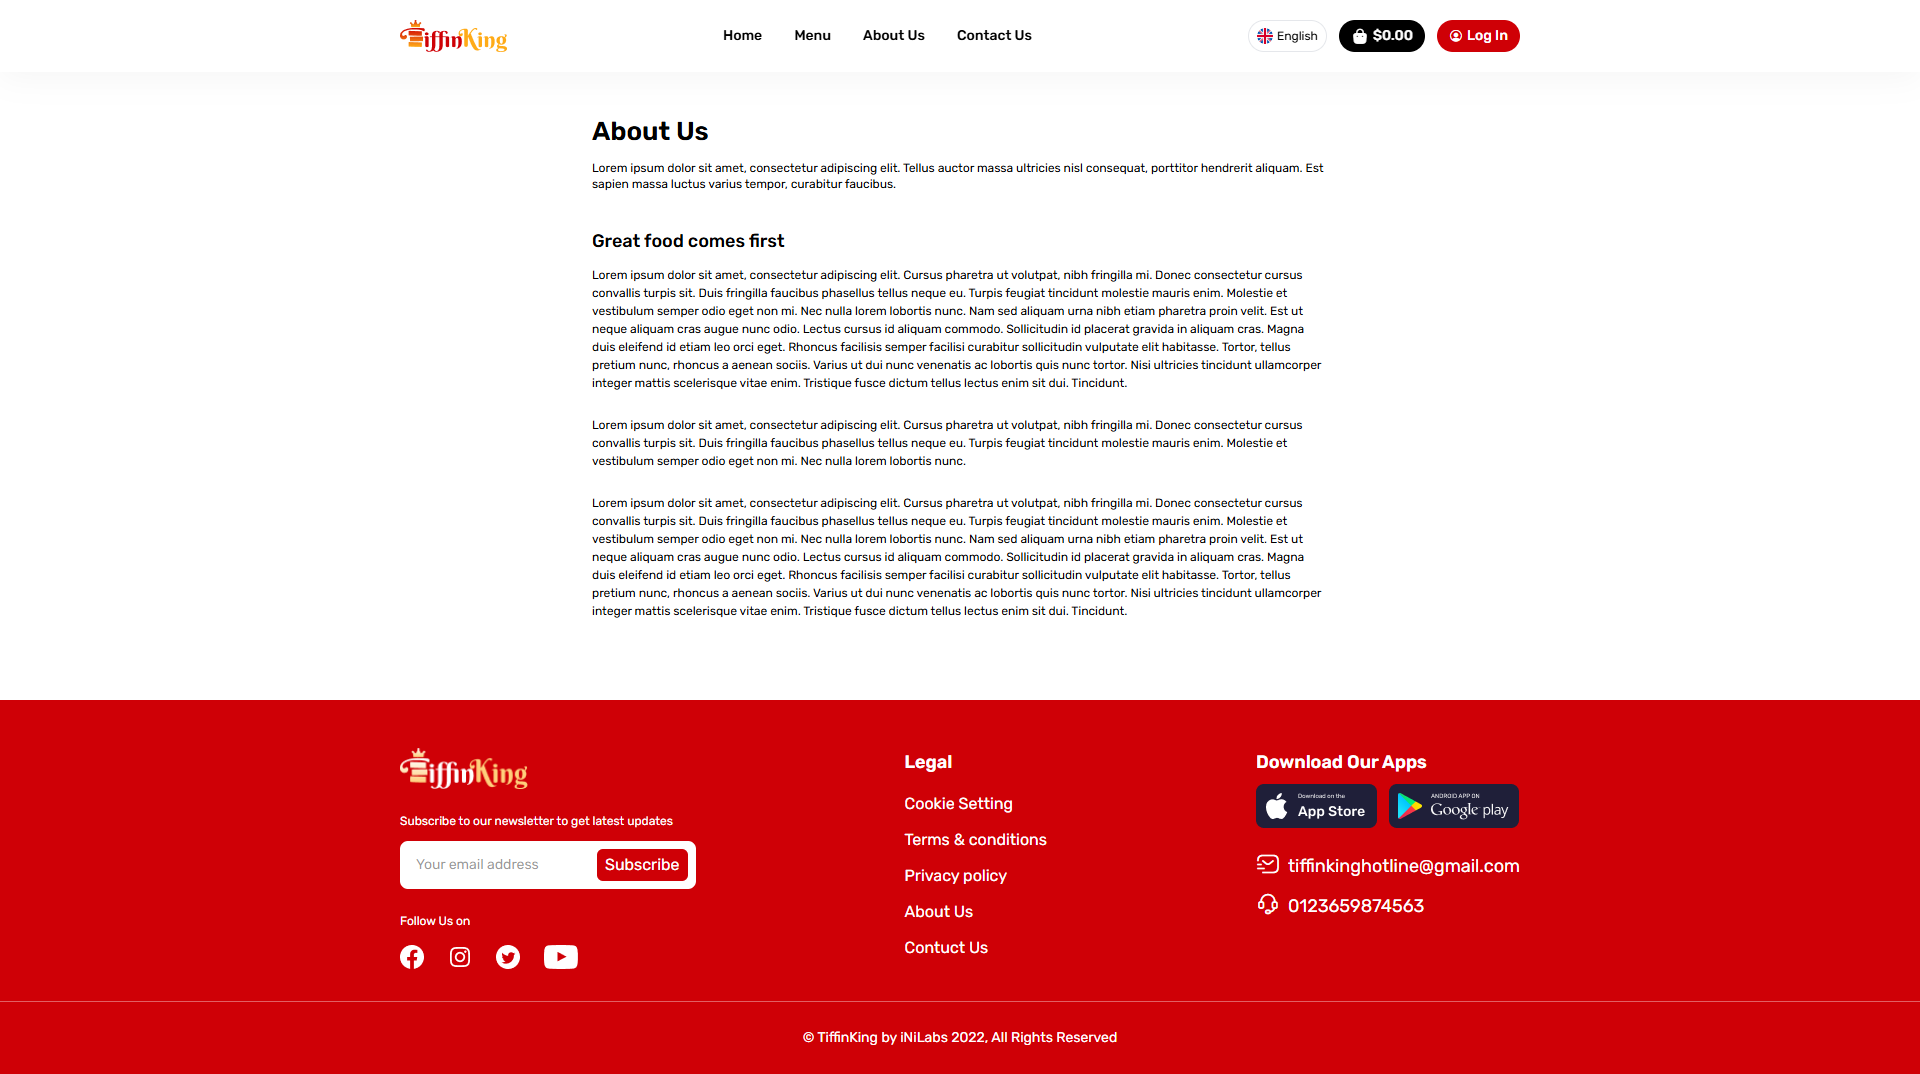 TiffinKing
Home
Menu
About Us
Contact Us
English
$0.00
Log In
About Us
Lorem ipsum dolor sit amet, consectetur adipiscing elit. Tellus auctor massa ultricies nisl consequat, porttitor hendrerit aliquam. Est
sapien massa luctus varius tempor, curabitur faucibus.
Great food comes first
Lorem ipsum dolor sit amet, consectetur adipiscing elit. Cursus pharetra ut volutpat, nibh fringilla mi. Donec consectetur cursus
convallis turpis sit. Duis fringilla faucibus phasellus tellus neque eu. Turpis feugiat tincidunt molestie mauris enim. Molestie et
vestibulum semper odio eget non mi. Nec nulla lorem lobortis nunc. Nam sed aliquam urna nibh etiam pharetra proin velit. Est ut
neque aliquam cras augue nunc odio. Lectus cursus id aliquam commodo. Sollicitudin id placerat gravida in aliquam cras. Magna
duis eleifend id etiam leo orci eget. Rhoncus facilisis semper facilisi curabitur sollicitudin vulputate elit habitasse. Tortor, tellus
pretium nunc, rhoncus a aenean sociis. Varius ut dui nunc venenatis ac lobortis quis nunc tortor. Nisi ultricies tincidunt ullamcorper
integer mattis scelerisque vitae enim. Tristique fusce dictum tellus lectus enim sit dui. Tincidunt.
Lorem ipsum dolor sit amet, consectetur adipiscing elit. Cursus pharetra ut volutpat, nibh fringilla mi. Donec consectetur cursus
convallis turpis sit. Duis fringilla faucibus phasellus tellus neque eu. Turpis feugiat tincidunt molestie mauris enim. Molestie et
vestibulum semper odio eget non mi. Nec nulla lorem lobortis nunc.
Lorem ipsum dolor sit amet, consectetur adipiscing elit. Cursus pharetra ut volutpat, nibh fringilla mi. Donec consectetur cursus
convallis turpis sit. Duis fringilla faucibus phasellus tellus neque eu. Turpis feugiat tincidunt molestie mauris enim. Molestie et
vestibulum semper odio eget non mi. Nec nulla lorem lobortis nunc. Nam sed aliquam urna nibh etiam pharetra proin velit. Est ut
neque aliquam cras augue nunc odio. Lectus cursus id aliquam commodo. Sollicitudin id placerat gravida in aliquam cras. Magna
duis eleifend id etiam leo orci eget. Rhoncus facilisis semper facilisi curabitur sollicitudin vulputate elit habitasse. Tortor, tellus
pretium nunc, rhoncus a aenean sociis. Varius ut dui nunc venenatis ac lobortis quis nunc tortor. Nisi ultricies tincidunt ullamcorper
integer mattis scelerisque vitae enim. Tristique fusce dictum tellus lectus enim sit dui. Tincidunt.
TiffinKing
Subscribe to our newsletter to get latest updates
Your email address
Subscribe
Follow Us on
Legal
Cookie Setting
Terms & conditions
Privacy policy
About Us
Contuct Us
Download Our Apps
Download on the
App Store
ANDROID APP ON
Google play
tiffinkinghotline@gmail.com
0123659874563
© TiffinKing by iNiLabs 2022, All Rights Reserved